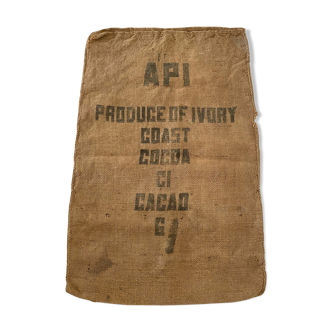 API
PRODUCE OF IVORY
COAST
COCOA
CI
CACAO
G